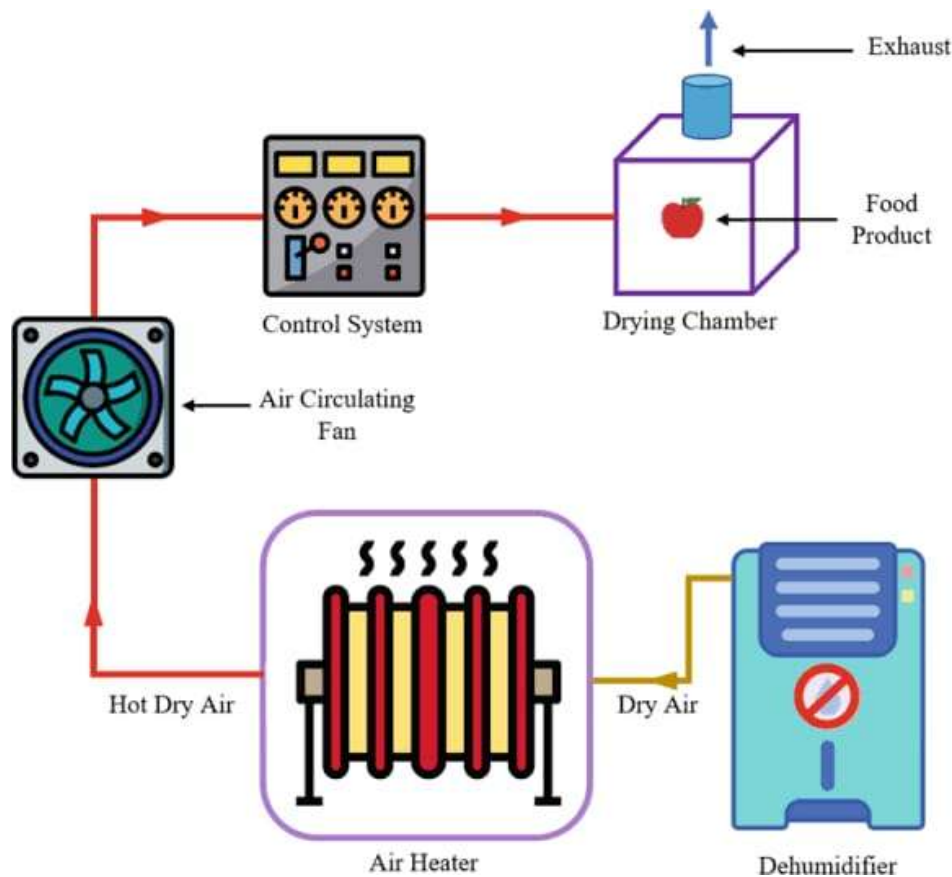 Exhaust
Food
Product
Control System
Drying Chamber
Air Circulating
Fan
Hot Dry Air
Dry Air
Air Heater
Dehumidifier